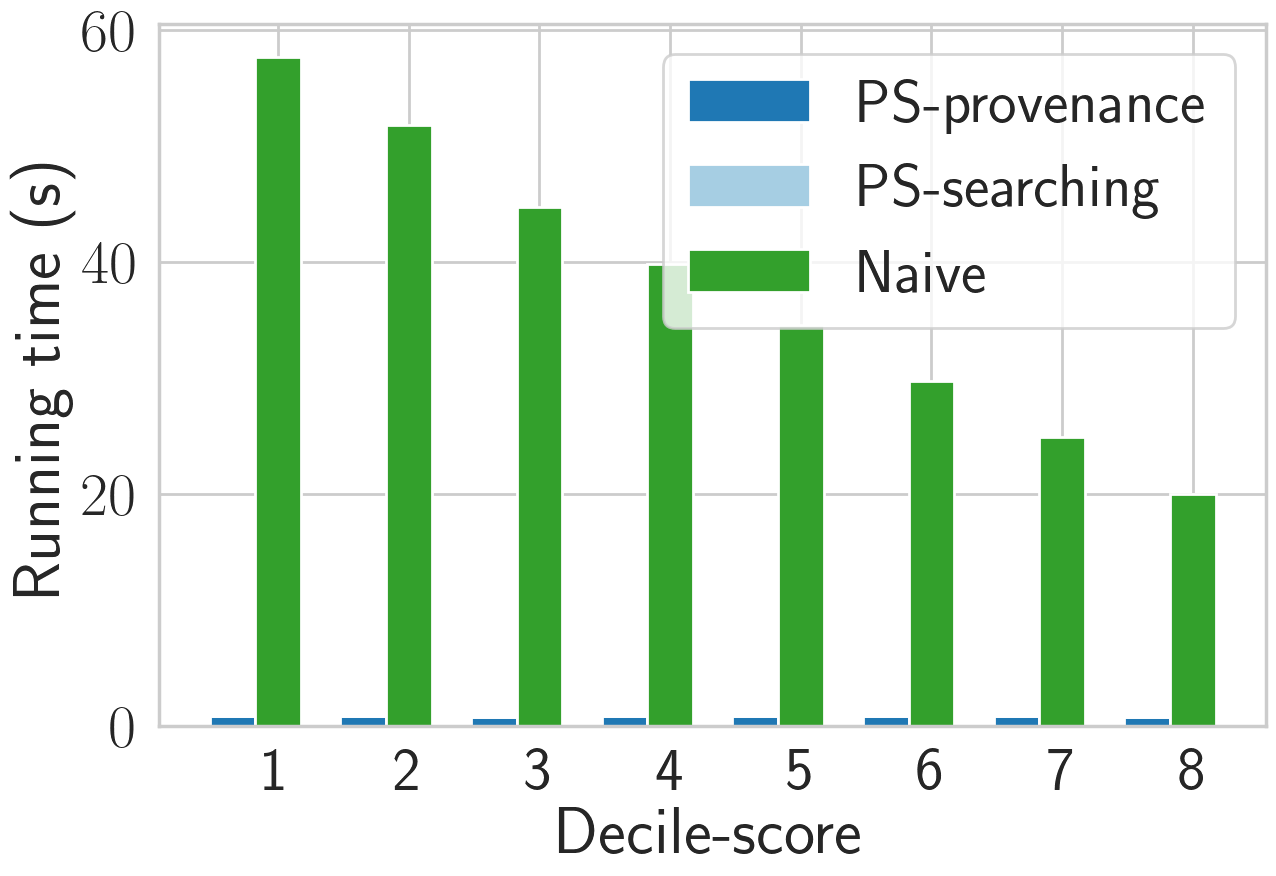 Running time (s)
60
40
20
0
PS-provenance
PS-searching
Naive
1 2 3 4 5 6 7 8
Decile-score